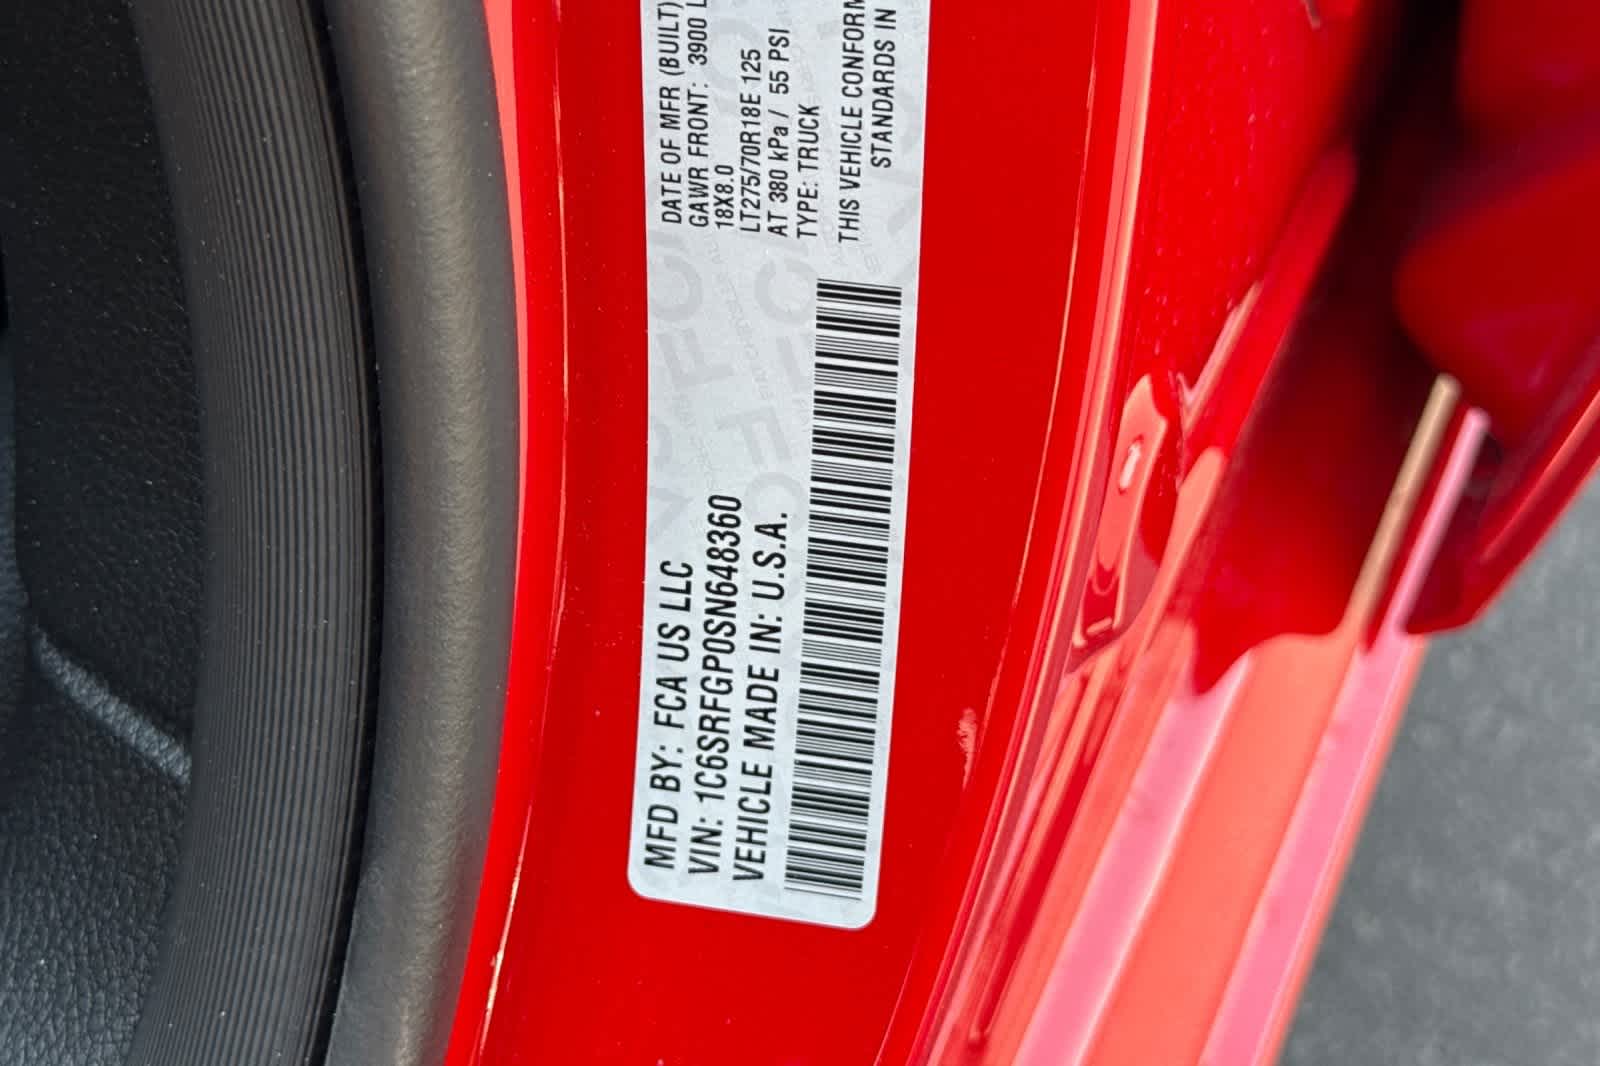 MFD BY: FCA US LLC
VIN: 1C6SRFGP0SN648360
VEHICLE MADE IN: U.S.A.
DATE OF MFR (BUILT)
GAWR FRONT: 3900 L
18X8.0
LT275/70R18E 125
AT 380 kPa / 55 PSI
TYPE: TRUCK
THIS VEHICLE CONFORM
STANDARDS IN